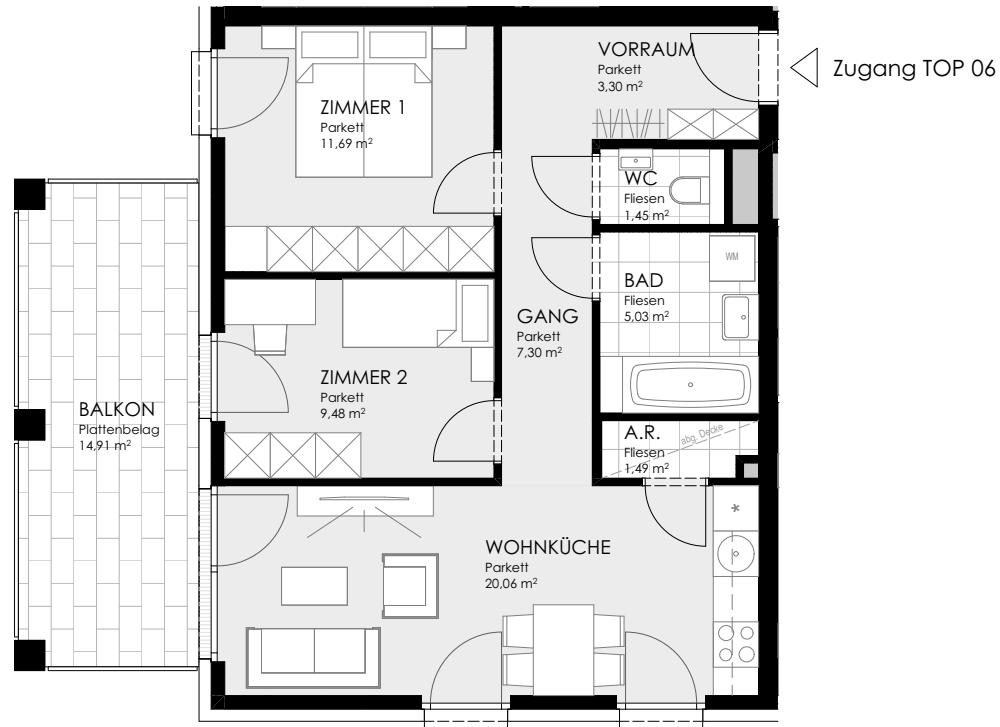 VORRAUM
Parkett
3,30 m²
Zugang TOP 06
ZIMMER 1
Parkett
11,69 m²
WC
Fliesen
1,45 m²
WM
BAD
Fliesen
5,03 m²
GANG
Parkett
7,30 m²
ZIMMER 2
Parkett
9,48 m²
BALKON
Plattenbelag
14,91 m²
A.R.
abg. Decke
Fliesen
1,49 m²
*
WOHNKÜCHE
Parkett
20,06 m²